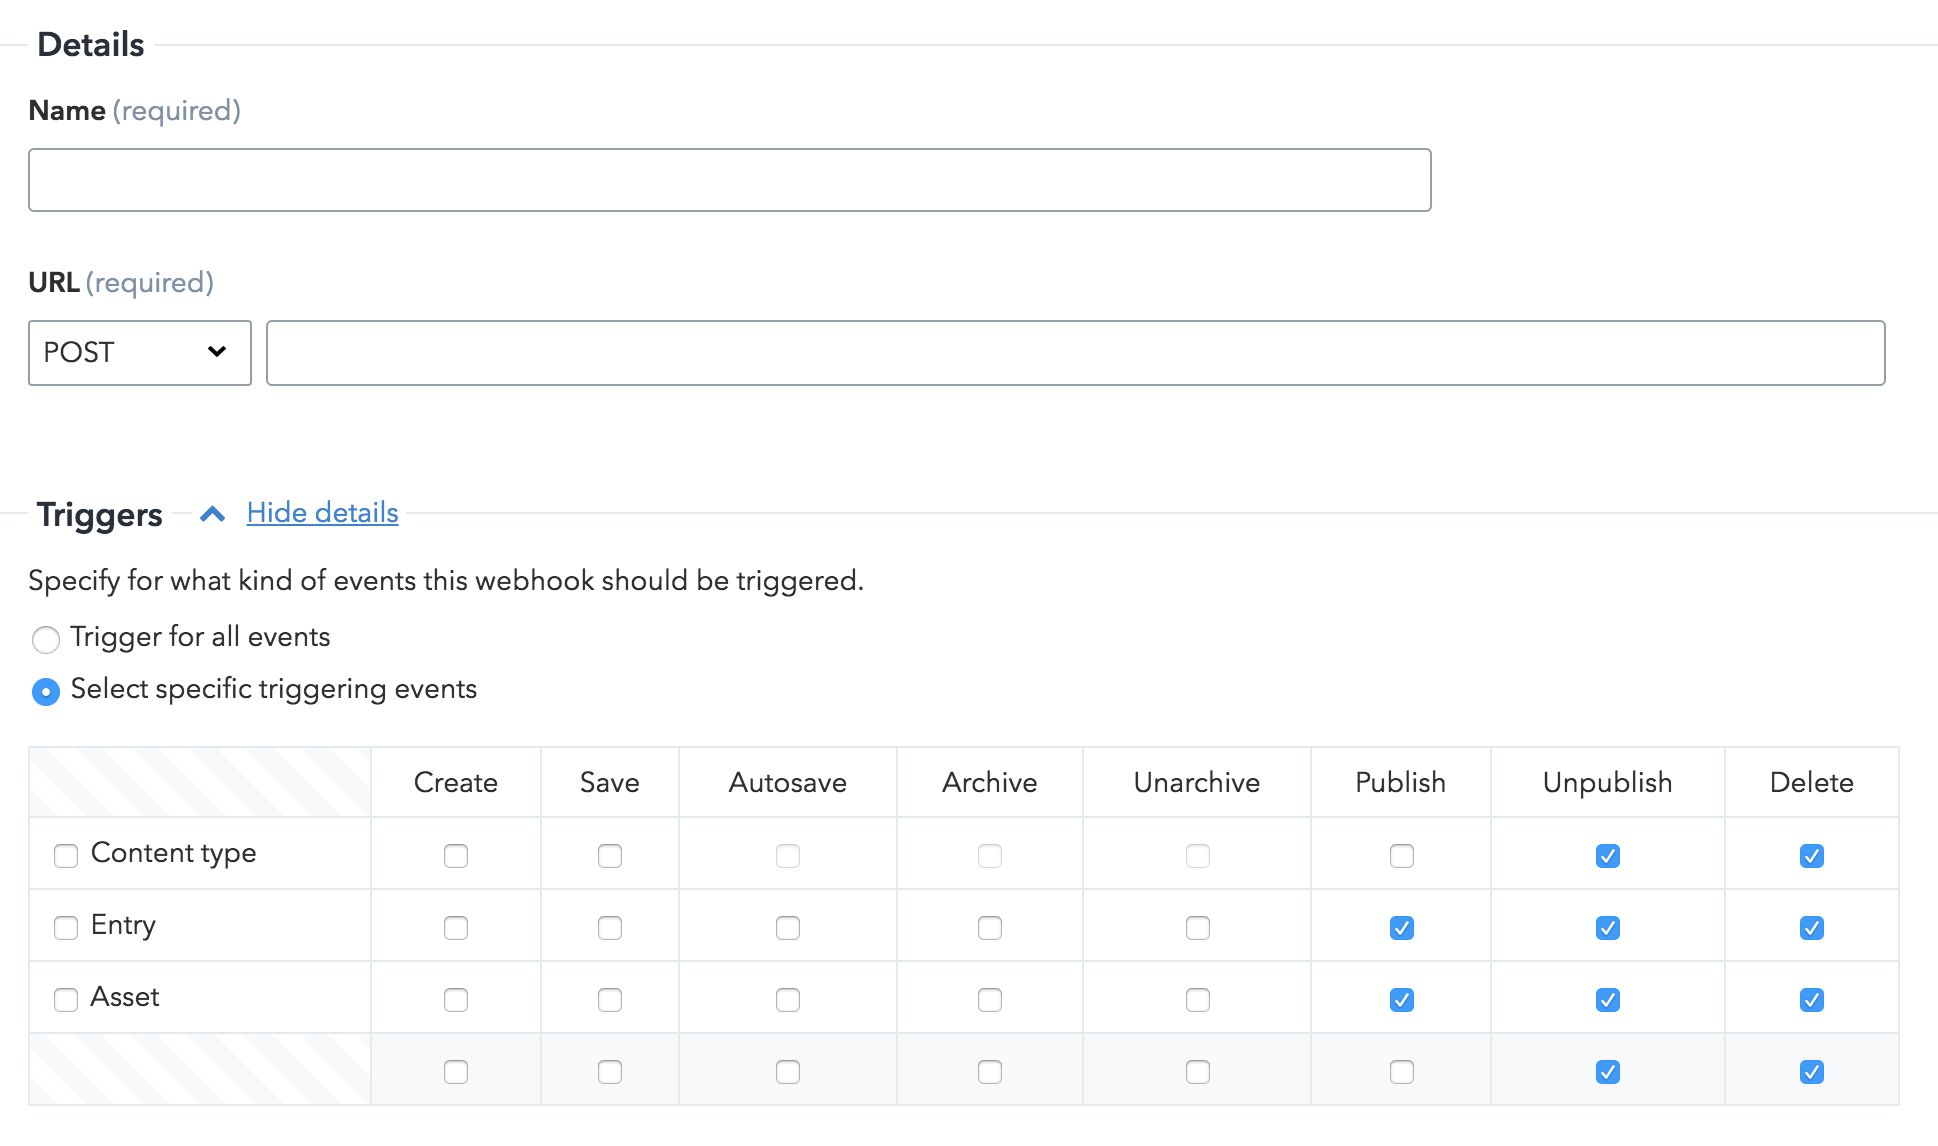 Details
Name (required)
URL (required)
POST
Triggers Hide details
Specify for what kind of events this webhook should be triggered.
Trigger for all events
Select specific triggering events
Create Save Autosave Archive Unarchive Publish Unpublish Delete
Content type
Entry
Asset